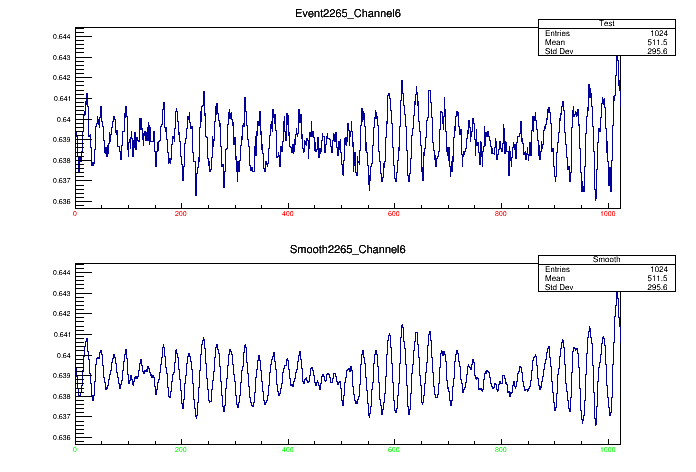 Event2265_Channel6
Test
Entries 1024
Mean 511.5
Std Dev 295.6
0.644
0.643
0.642
0.641
0.64
0.639
0.638
0.637
0.636
0 200 400 600 800 1000
Smooth2265_Channel6
Smooth
Entries 1024
Mean 511.5
Std Dev 295.6
0.644
0.643
0.642
0.641
0.64
0.639
0.638
0.637
0.636
0 200 400 600 800 1000